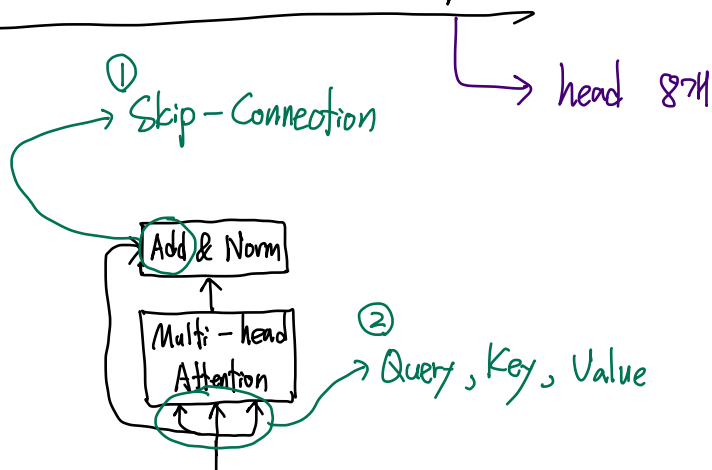 ①
Skip-Connection
head 8개
Add & Norm
Multi-head
Attention
②
Query, Key, Value